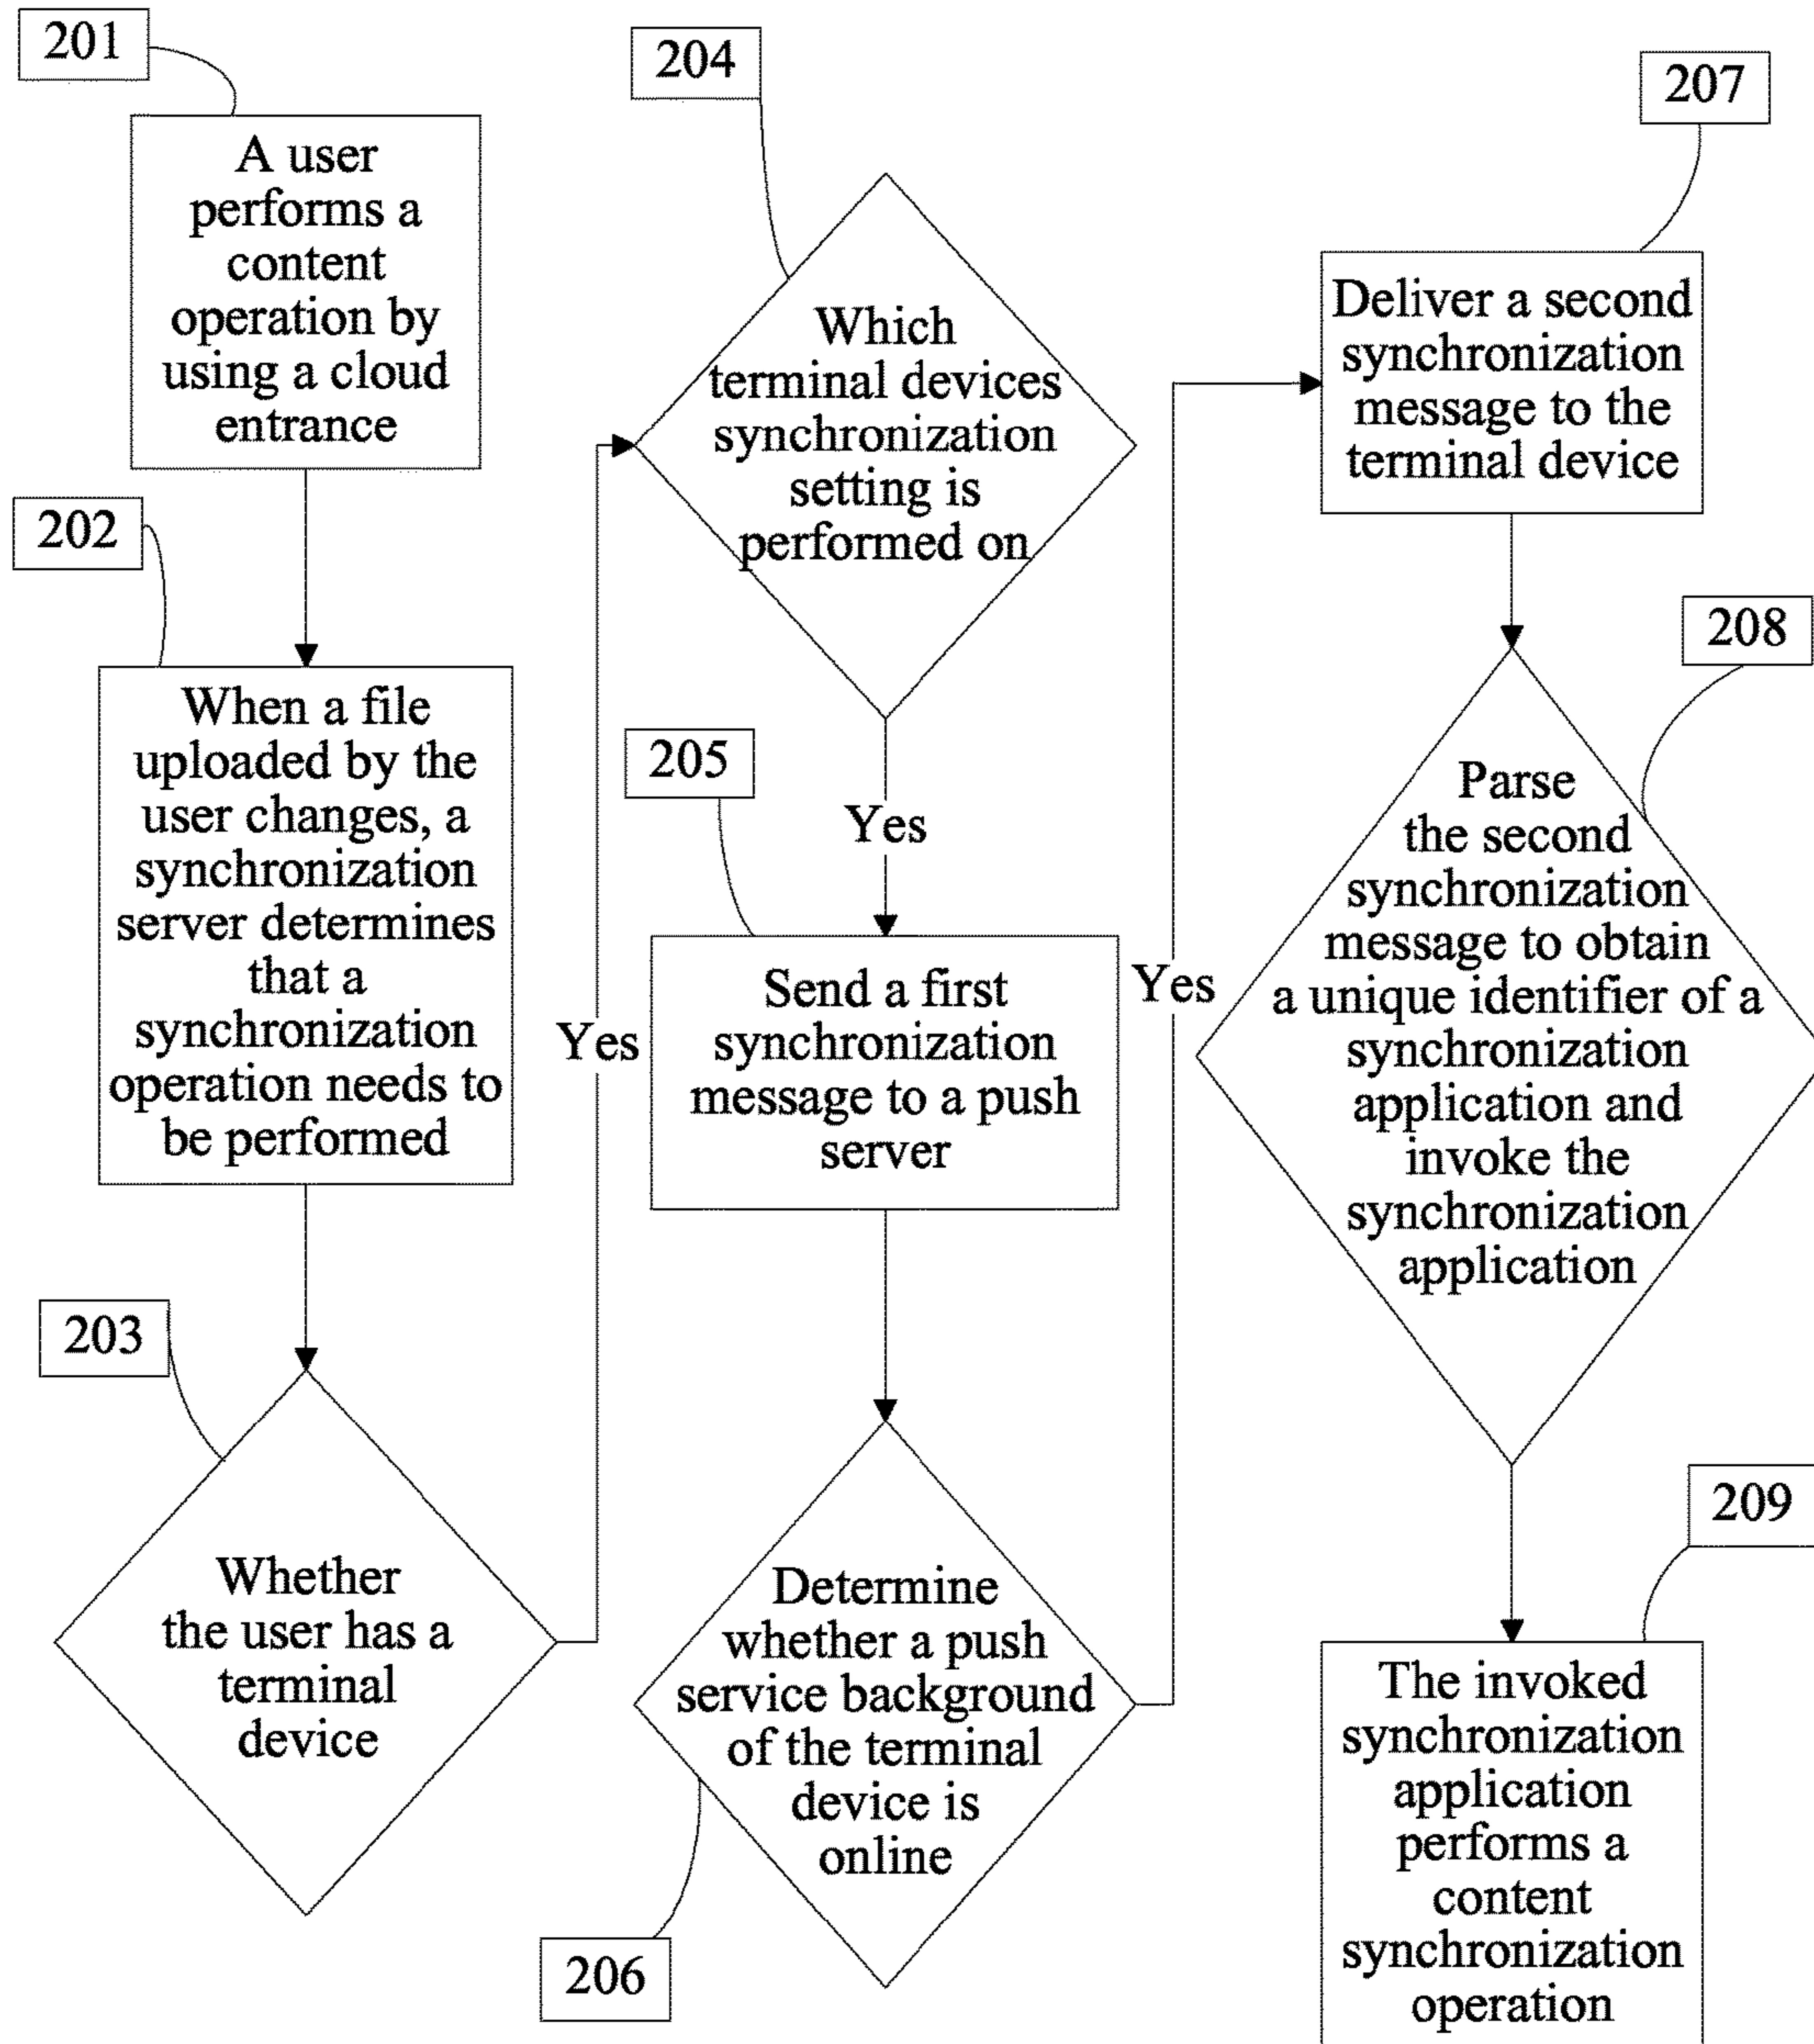 201
A user
performs a
content
operation by
using a cloud
entrance
202
When a file
uploaded by the
user changes, a
synchronization
server determines
that a
synchronization
operation needs to
be performed
203
Whether
the user has a
terminal
device
Yes
204
Which
terminal devices
synchronization
setting is
performed on
Yes
205
Send a first
synchronization
message to a push
server
206
Determine
whether a push
service background
of the terminal
device is
online
Yes
207
Deliver a second
synchronization
message to the
terminal device
208
Parse
the second
synchronization
message to obtain
a unique identifier of a
synchronization
application and
invoke the
synchronization
application
209
The invoked
synchronization
application
performs a
content
synchronization
operation